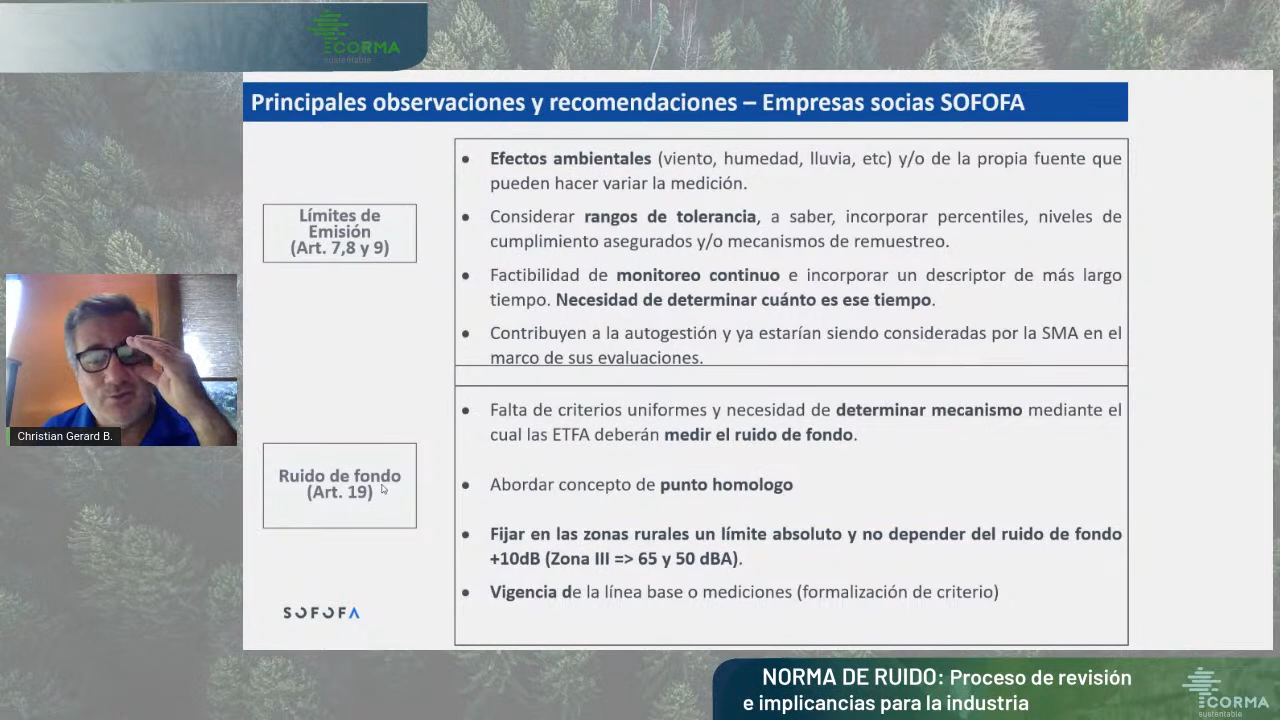 CORMA
sustentable
Principales observaciones y recomendaciones – Empresas socias SOFOFA
Límites de
Emisión
(Art. 7,8 y 9)
• Efectos ambientales (viento, humedad, lluvia, etc) y/o de la propia fuente que
pueden hacer variar la medición.
• Considerar rangos de tolerancia, a saber, incorporar percentiles, niveles de
cumplimiento asegurados y/o mecanismos de remuestreo.
• Factibilidad de monitoreo continuo e incorporar un descriptor de más largo
tiempo. Necesidad de determinar cuánto es ese tiempo.
• Contribuyen a la autogestión y ya estarían siendo consideradas por la SMA en el
marco de sus evaluaciones.
Christian Gerard B.
Ruido de fondo
(Art. 19)
• Falta de criterios uniformes y necesidad de determinar mecanismo mediante el
cual las ETFA deberán medir el ruido de fondo.
• Abordar concepto de punto homologo
• Fijar en las zonas rurales un límite absoluto y no depender del ruido de fondo
+10dB (Zona III => 65 y 50 dBA).
• Vigencia de la línea base o mediciones (formalización de criterio)
SOFOFA
NORMA DE RUIDO: Proceso de revisión
e implicancias para la industria
CORMA
sustentable